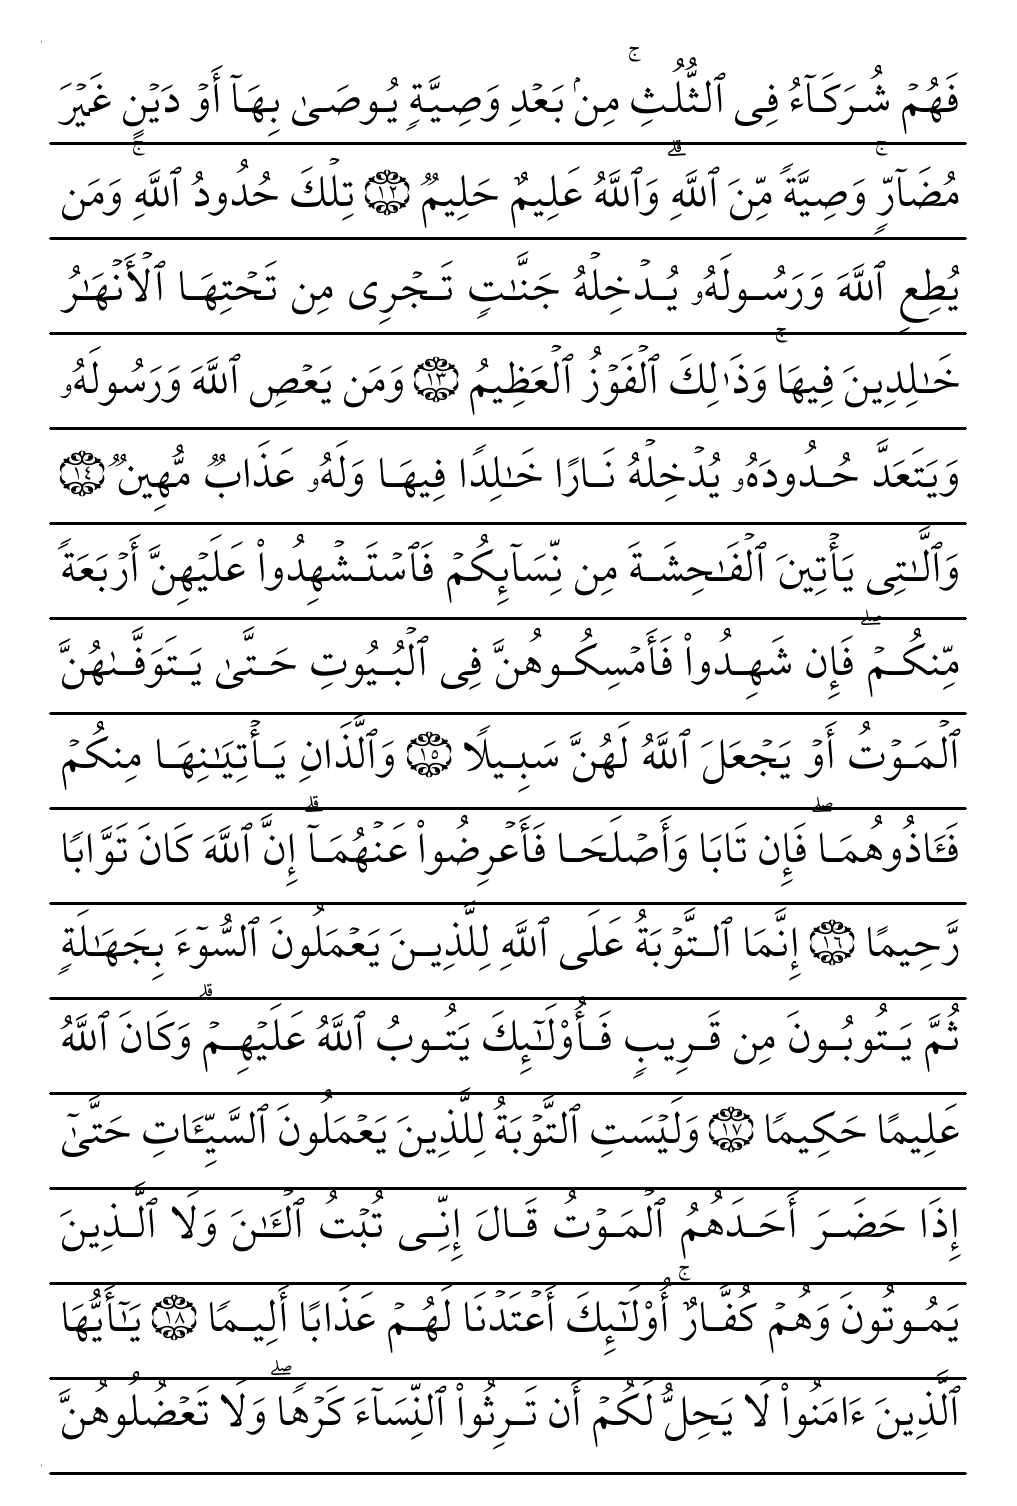 فَهُمۡ شُرَكَآءُ فِى ٱلثُّلُثِۚ مِنۢ بَعۡدِ وَصِيَّةٍ يُوصَىٰ بِهَآ أَوۡ دَيۡنٍ غَيۡرَ
مُضَآرٍّۚ وَصِيَّةً مِّنَ ٱللَّهِۗ وَٱللَّهُ عَلِيمٌ حَلِيمٌ ١٢ تِلۡكَ حُدُودُ ٱللَّهِۚ وَمَن
يُطِعِ ٱللَّهَ وَرَسُولَهُۥ يُدۡخِلۡهُ جَنَّٰتٍ تَجۡرِى مِن تَحۡتِهَا ٱلۡأَنۡهَٰرُ
خَٰلِدِينَ فِيهَاۚ وَذَٰلِكَ ٱلۡفَوۡزُ ٱلۡعَظِيمُ ١٣ وَمَن يَعۡصِ ٱللَّهَ وَرَسُولَهُۥ
وَيَتَعَدَّ حُدُودَهُۥ يُدۡخِلۡهُ نَارًا خَٰلِدًا فِيهَا وَلَهُۥ عَذَابٌ مُّهِينٌ ١٤
وَٱلَّٰتِى يَأۡتِينَ ٱلۡفَٰحِشَةَ مِن نِّسَآئِكُمۡ فَٱسۡتَشۡهِدُواْ عَلَيۡهِنَّ أَرۡبَعَةً
مِّنكُمۡۖ فَإِن شَهِدُواْ فَأَمۡسِكُوهُنَّ فِى ٱلۡبُيُوتِ حَتَّىٰ يَتَوَفَّىٰهُنَّ
ٱلۡمَوۡتُ أَوۡ يَجۡعَلَ ٱللَّهُ لَهُنَّ سَبِيلًا ١٥ وَٱلَّذَانِ يَأۡتِيَٰنِهَا مِنكُمۡ
فَـَٔاذُوهُمَاۖ فَإِن تَابَا وَأَصۡلَحَا فَأَعۡرِضُواْ عَنۡهُمَآۗ إِنَّ ٱللَّهَ كَانَ تَوَّابًا
رَّحِيمًا ١٦ إِنَّمَا ٱلتَّوۡبَةُ عَلَى ٱللَّهِ لِلَّذِينَ يَعۡمَلُونَ ٱلسُّوٓءَ بِجَهَٰلَةٍ
ثُمَّ يَتُوبُونَ مِن قَرِيبٍ فَأُوْلَٰٓئِكَ يَتُوبُ ٱللَّهُ عَلَيۡهِمۡۗ وَكَانَ ٱللَّهُ
عَلِيمًا حَكِيمًا ١٧ وَلَيۡسَتِ ٱلتَّوۡبَةُ لِلَّذِينَ يَعۡمَلُونَ ٱلسَّيِّـَٔاتِ حَتَّىٰٓ
إِذَا حَضَرَ أَحَدَهُمُ ٱلۡمَوۡتُ قَالَ إِنِّى تُبۡتُ ٱلۡـَٰٔنَ وَلَا ٱلَّذِينَ
يَمُوتُونَ وَهُمۡ كُفَّارٌۚ أُوْلَٰٓئِكَ أَعۡتَدۡنَا لَهُمۡ عَذَابًا أَلِيمًا ١٨ يَٰٓأَيُّهَا
ٱلَّذِينَ ءَامَنُواْ لَا يَحِلُّ لَكُمۡ أَن تَرِثُواْ ٱلنِّسَآءَ كَرۡهًاۖ وَلَا تَعۡضُلُوهُنَّ